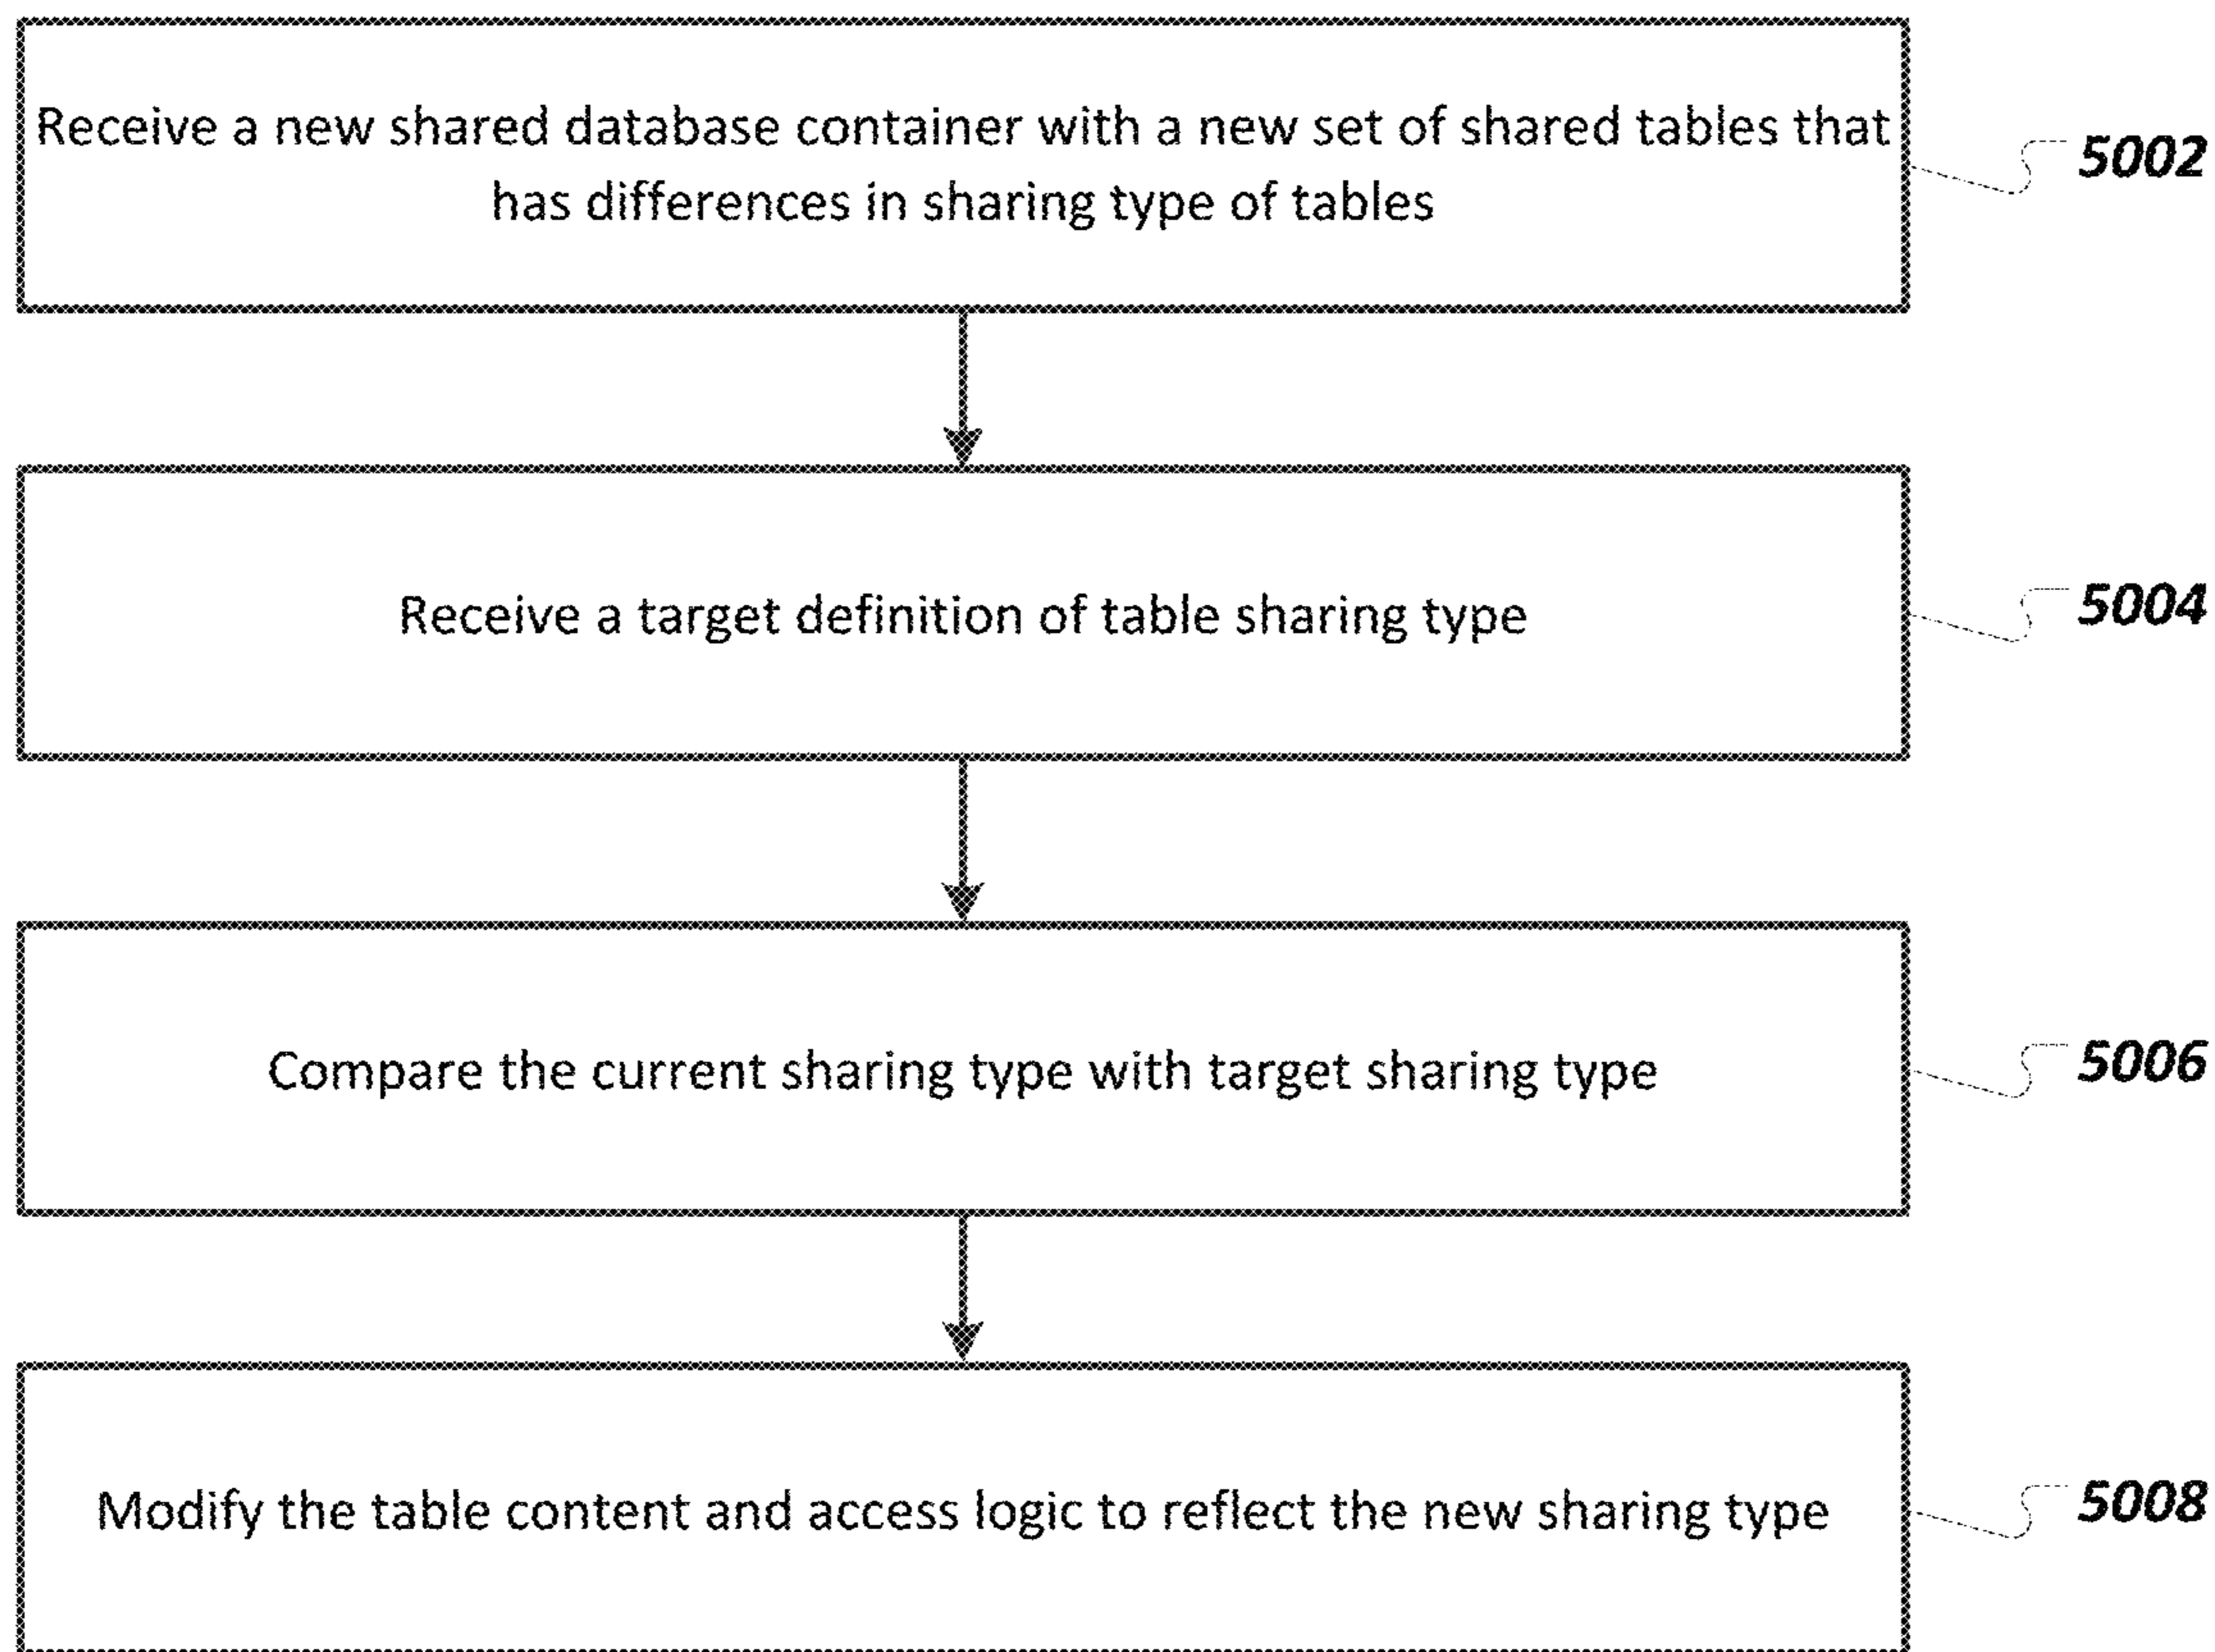 Receive a new shared database container with a new set of shared tables that
has differences in sharing type of tables
5002
Receive a target definition of table sharing type
5004
Compare the current sharing type with target sharing type
5006
Modify the table content and access logic to reflect the new sharing type
5008